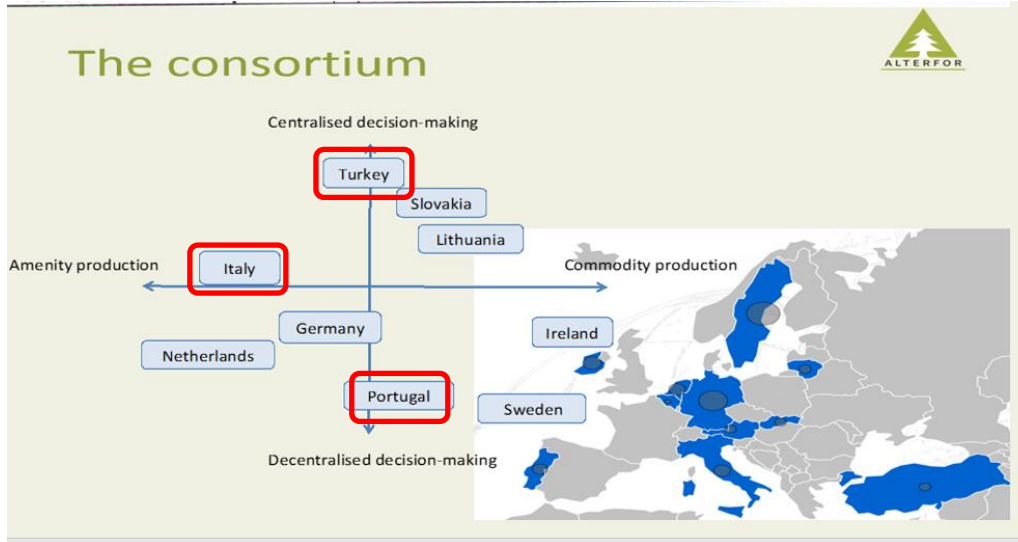 The consortium
ALTERFOR
Centralised decision-making
Turkey
Slovakia
Lithuania
Amenity production
Italy
Commodity production
Germany
Ireland
Netherlands
Portugal
Sweden
Decentralised decision-making